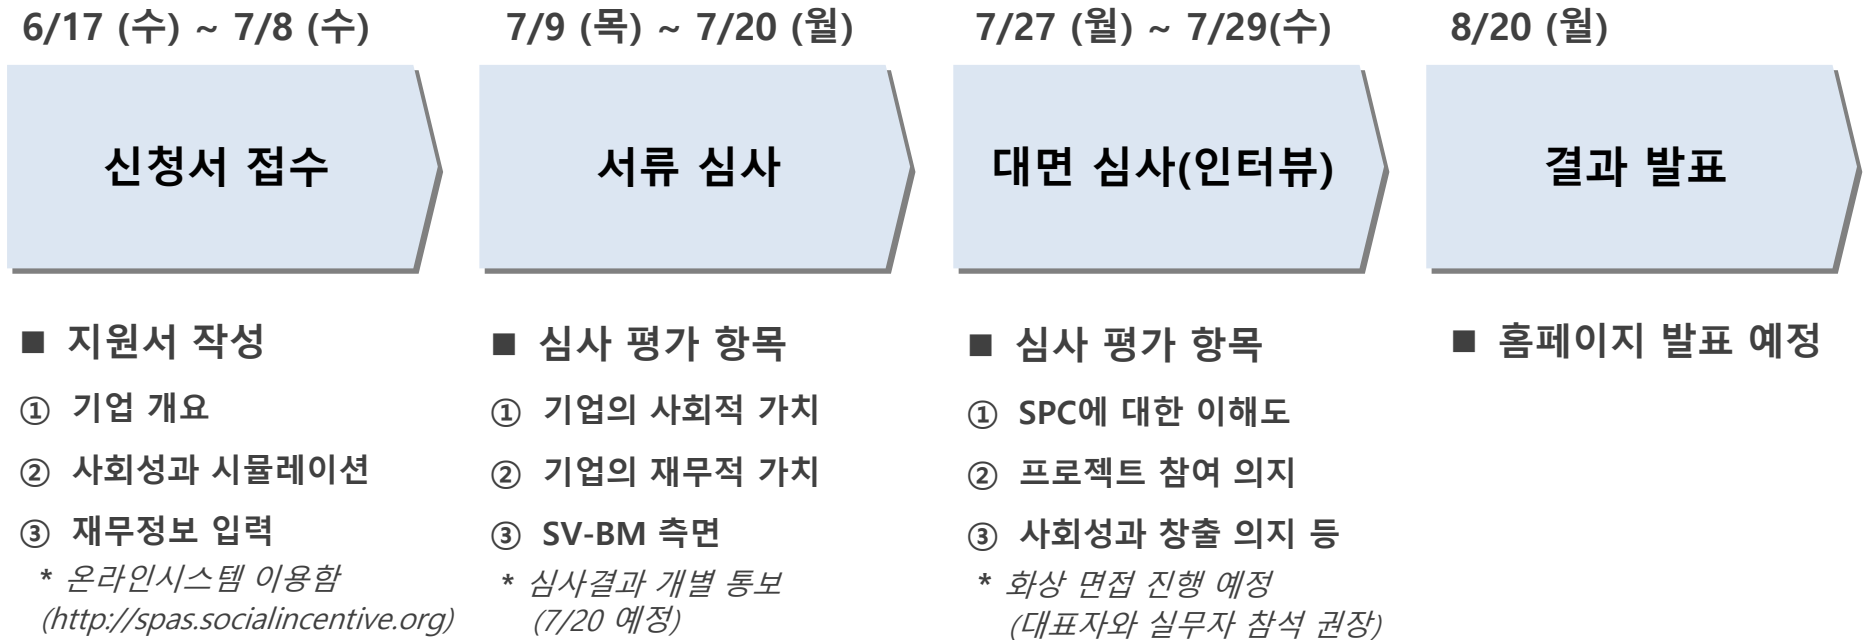 6/17 (수) ~ 7/8 (수)
신청서 접수
■ 지원서 작성
① 기업 개요
② 사회성과 시뮬레이션
③ 재무정보 입력
* 온라인시스템 이용함
(http://spas.socialincentive.org)
7/9 (목) ~ 7/20 (월)
서류 심사
■ 심사 평가 항목
① 기업의 사회적 가치
② 기업의 재무적 가치
③ SV-BM 측면
* 심사결과 개별 통보
(7/20 예정)
7/27 (월) ~ 7/29(수)
대면 심사(인터뷰)
■ 심사 평가 항목
① SPC에 대한 이해도
② 프로젝트 참여 의지
③ 사회성과 창출 의지 등
* 화상 면접 진행 예정
(대표자와 실무자 참석 권장)
8/20 (월)
결과 발표
■ 홈페이지 발표 예정